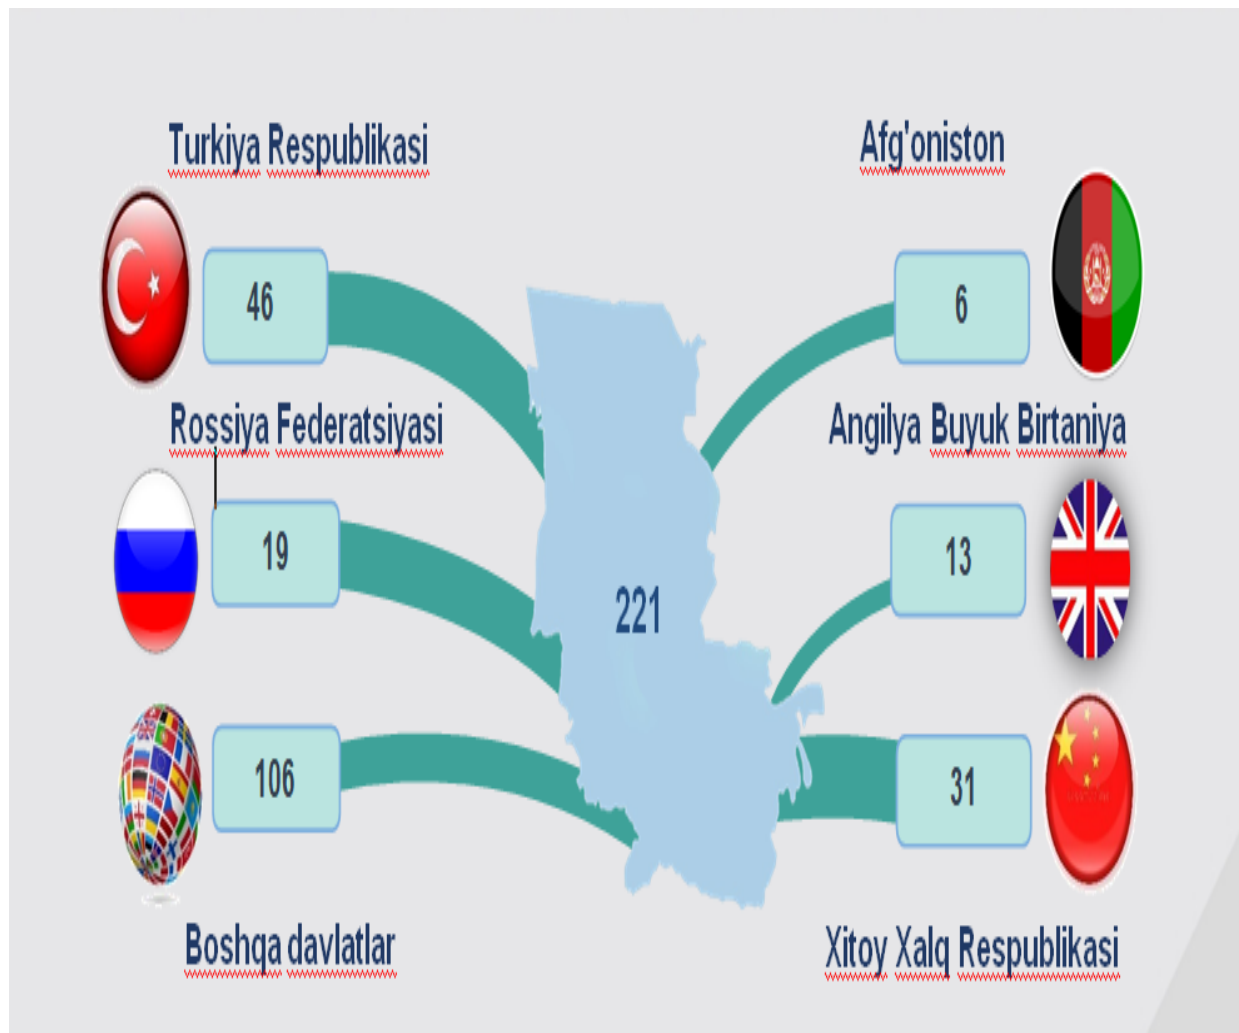 Turkiya Respublikasi
46
Rossiya Federatsiyasi
19
106
Boshqa davlatlar
221
Afg'oniston
6
Angilya Buyuk Birtaniya
13
31
Xitoy Xalq Respublikasi